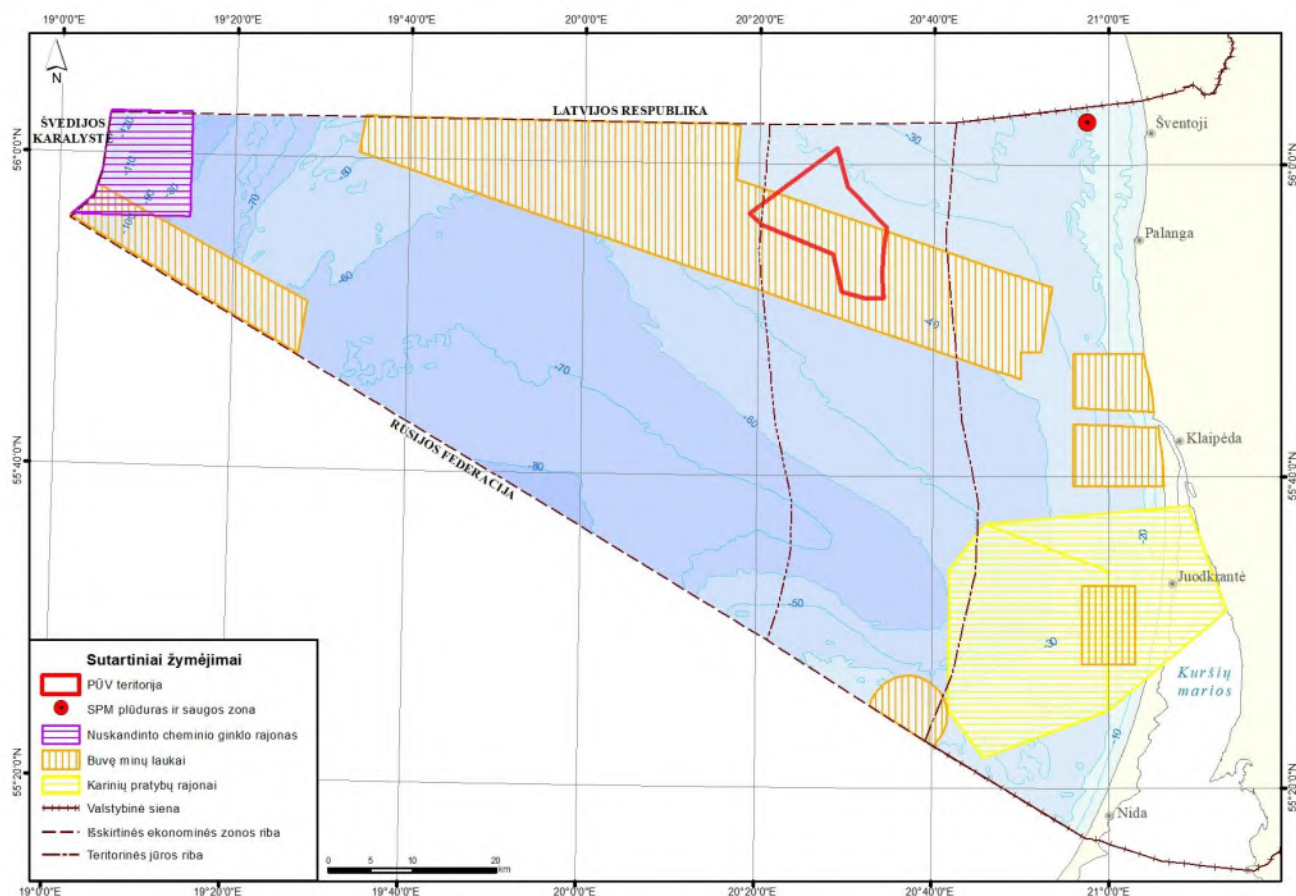 19°0'0"E 19°20'0"E 19°40'0"E 20°0'0"E 20°20'0"E 20°40'0"E 21°0'0"E
N
ŠVEDIJOS
KARALYSTĖ
LATVIJOS RESPUBLIKA
-120
-110
-90
-80
-100
-70
-50
-60
-30
56°0'0"N 56°0'0"N
Šventoji
Palanga
-40
-70
-60
-80
RUSIJOS FEDERACIJA
Klaipėda
55°40'0"N 55°40'0"N
-20
Juodkrantė
-50
-30
Kuršių
marios
-10
55°20'0"N 55°20'0"N
Nida
Sutartiniai žymėjimai
PŪV teritorija
SPM plūduras ir saugos zona
Nuskandinto cheminio ginklo rajonas
Buvę minų laukai
Karinių pratybų rajonai
Valstybinė siena
Išskirtinės ekonominės zonos riba
Teritorinės jūros riba
0 5 10 20
km
19°0'0"E 19°20'0"E 19°40'0"E 20°0'0"E 20°20'0"E 20°40'0"E 21°0'0"E